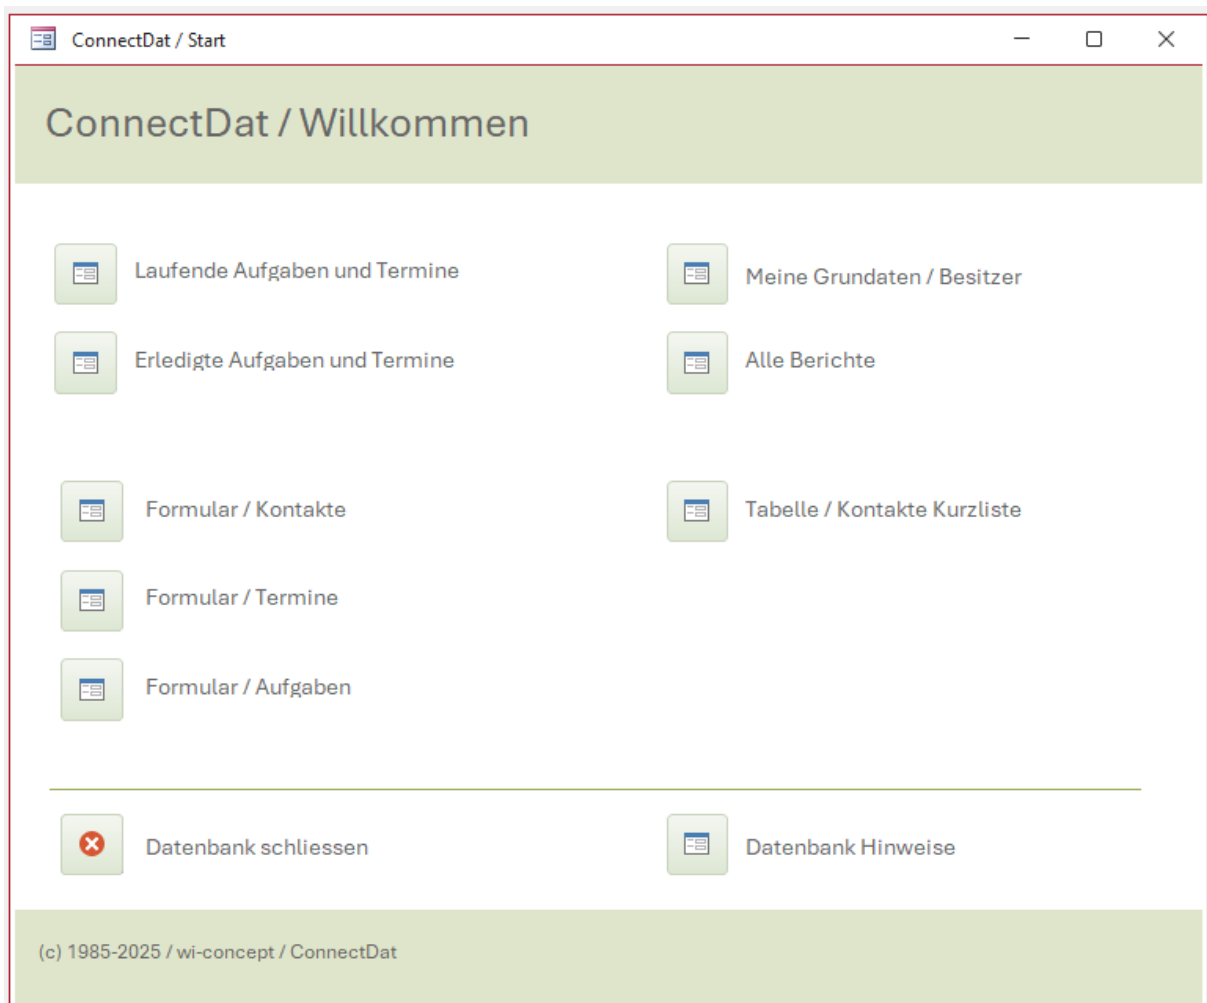 ConnectDat / Start
ConnectDat / Willkommen
Laufende Aufgaben und Termine
Meine Grundaten / Besitzer
Erledigte Aufgaben und Termine
Alle Berichte
Formular / Kontakte
Tabelle / Kontakte Kurzliste
Formular / Termine
Formular / Aufgaben
Datenbank schliessen
Datenbank Hinweise
(c) 1985-2025 / wi-concept / ConnectDat